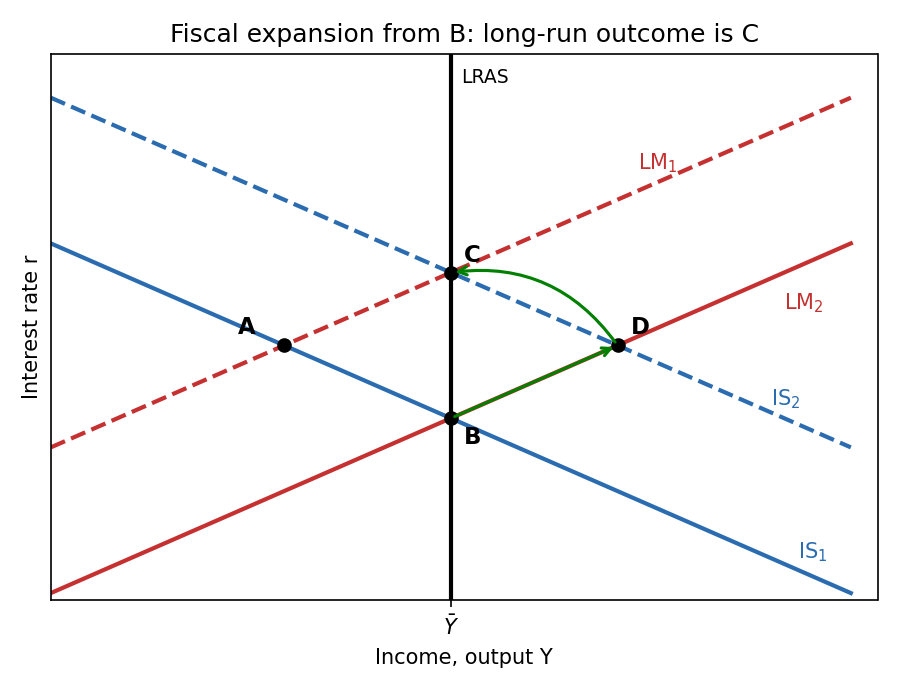 Fiscal expansion from B: long-run outcome is C
LRAS
LM₁
C
LM₂
A
D
B
IS₂
IS₁
Interest rate r
Ȳ
Income, output Y